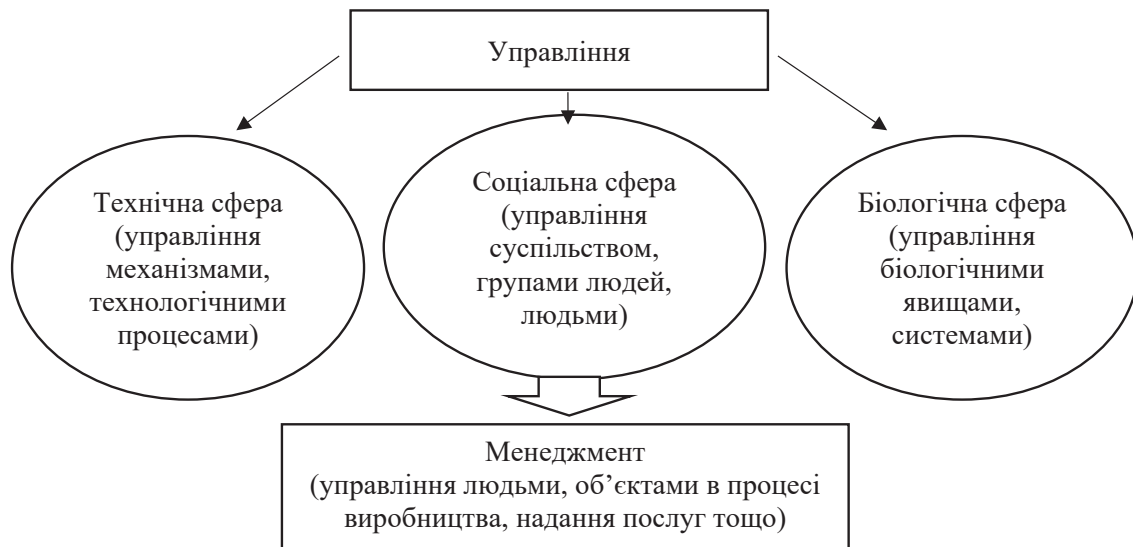 Управління
Технічна сфера
(управління
механізмами,
технологічними
процесами)
Соціальна сфера
(управління
суспільством,
групами людей,
людьми)
Біологічна сфера
(управління
біологічними
явищами,
системами)
Менеджмент
(управління людьми, об’єктами в процесі
виробництва, надання послуг тощо)